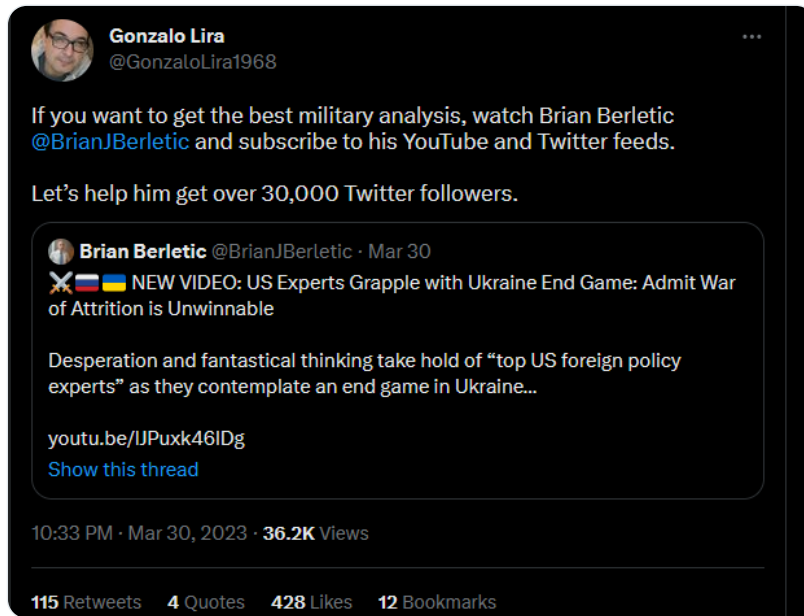 Gonzalo Lira
@GonzaloLira1968
If you want to get the best military analysis, watch Brian Berletic
@BrianJBerletic and subscribe to his YouTube and Twitter feeds.
Let’s help him get over 30,000 Twitter followers.
Brian Berletic @BrianJBerletic · Mar 30
⚔️🇷🇺🇺🇦 NEW VIDEO: US Experts Grapple with Ukraine End Game: Admit War
of Attrition is Unwinnable
Desperation and fantastical thinking take hold of “top US foreign policy
experts” as they contemplate an end game in Ukraine...
youtu.be/lJPuxk46lDg
Show this thread
10:33 PM · Mar 30, 2023 · 36.2K Views
115 Retweets 4 Quotes 428 Likes 12 Bookmarks